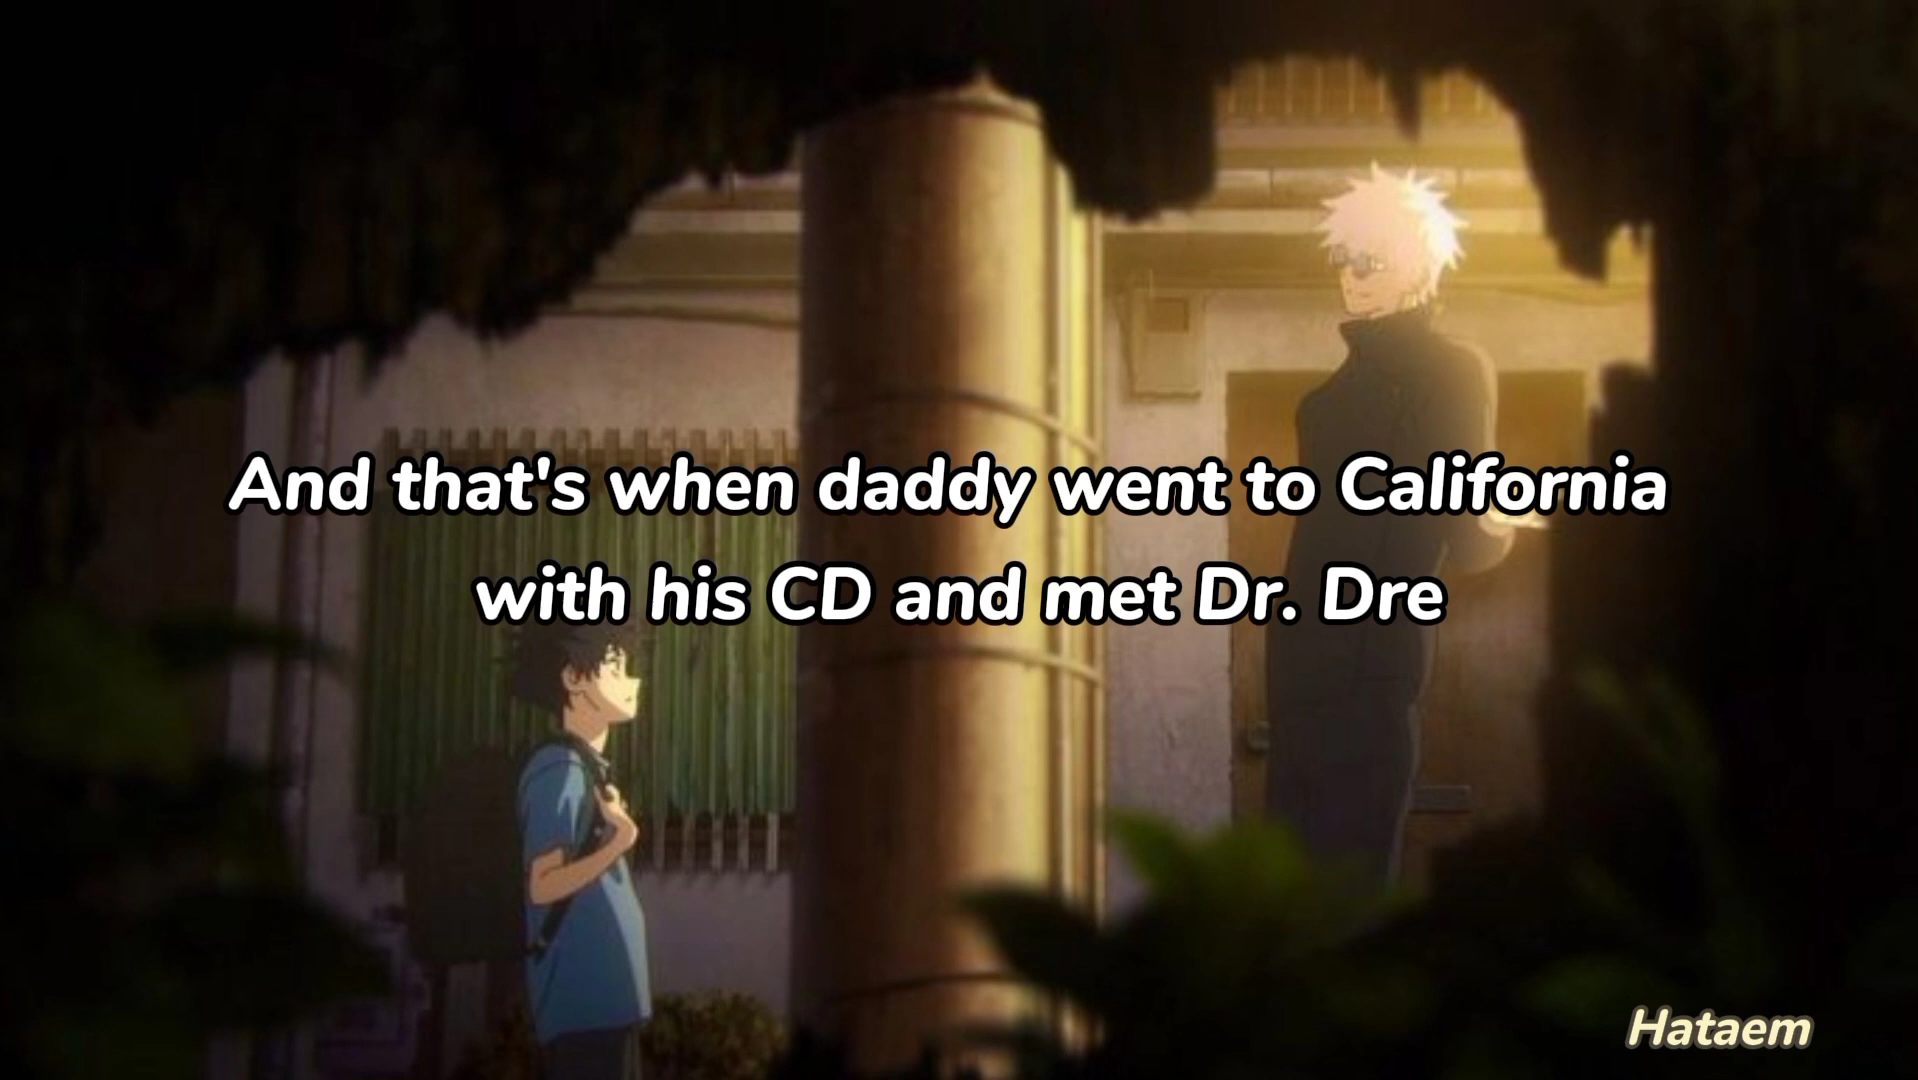 And that's when daddy went to California
with his CD and met Dr. Dre
Hataem